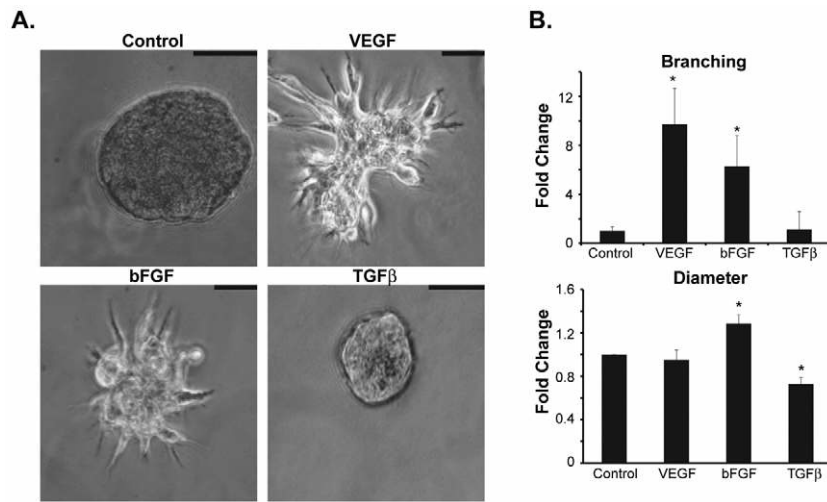 A.
Control
VEGF
bFGF
TGFβ
B.
Branching
Fold Change
12
8
4
0
*
*
Control
VEGF
bFGF
TGFβ
Diameter
Fold Change
1.6
1.2
0.8
0.4
0
*
*
Control
VEGF
bFGF
TGFβ